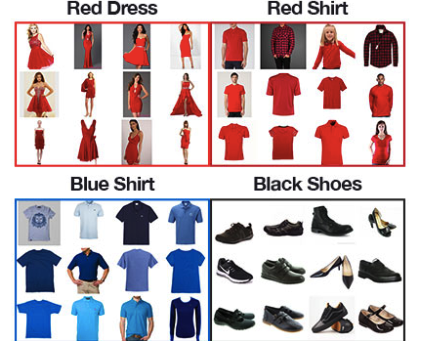 Red Dress
Red Shirt
Blue Shirt
Black Shoes